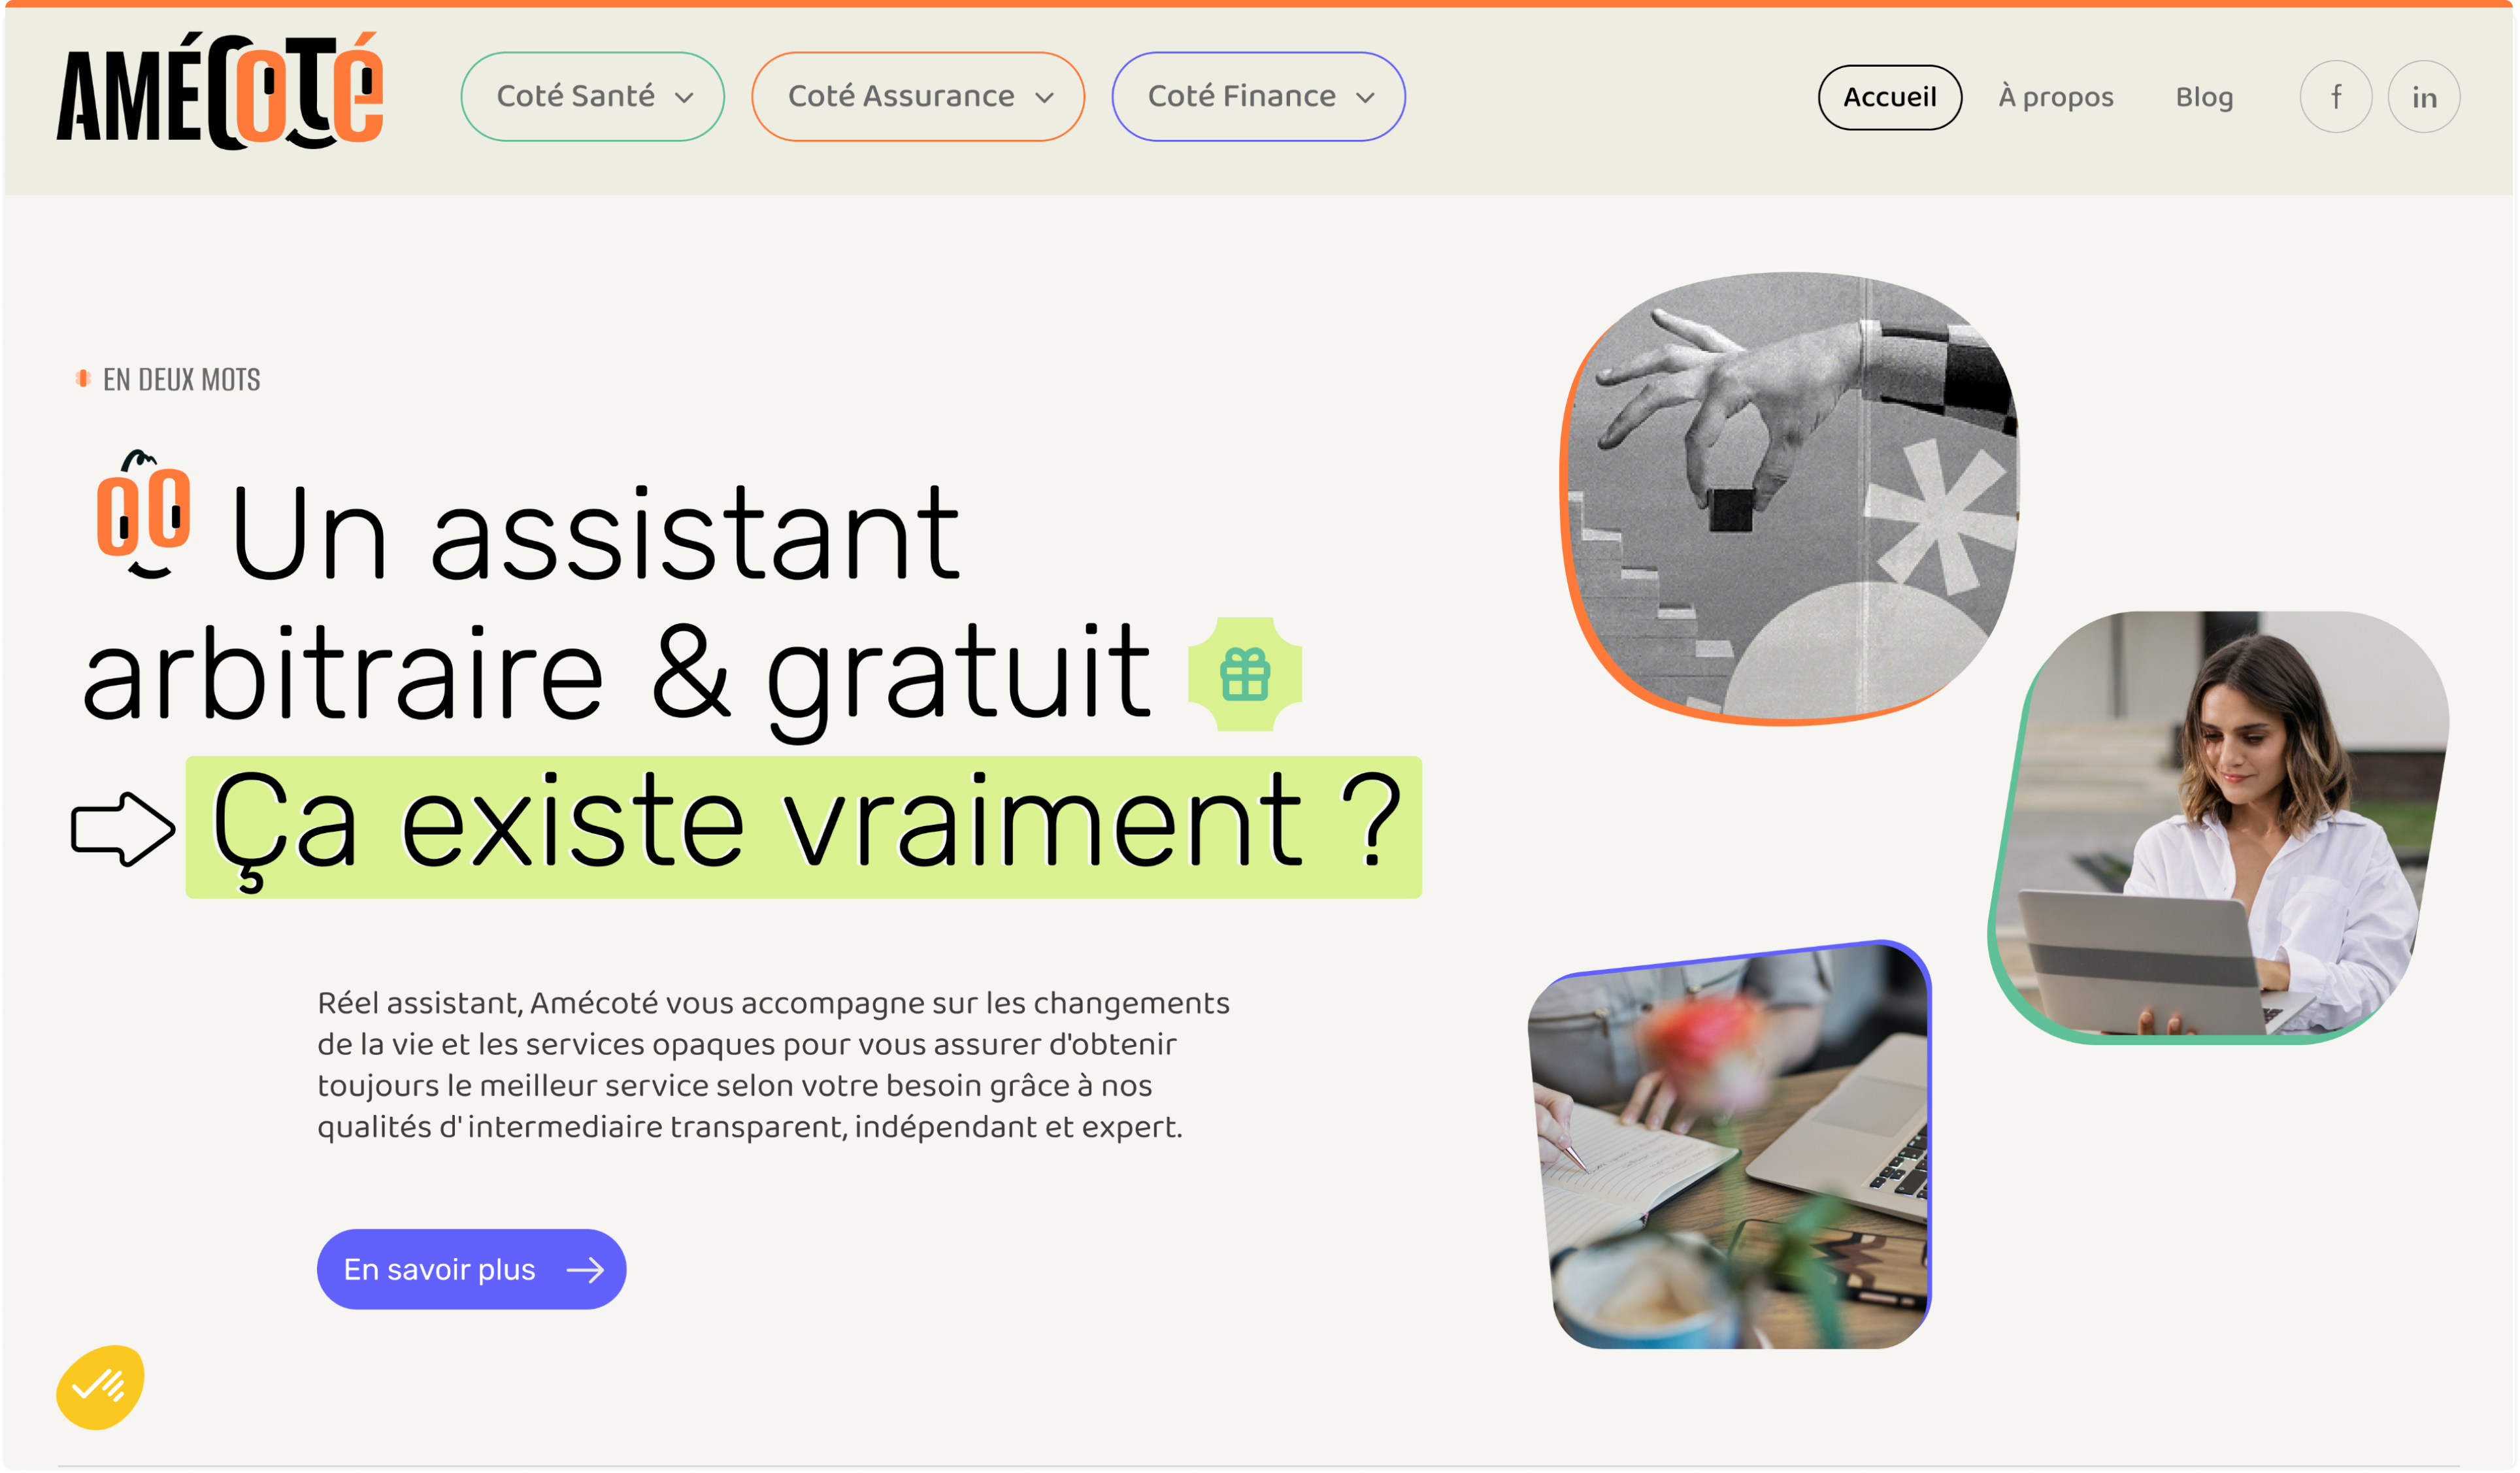 AMÉCOTÉ
Coté Santé
Coté Assurance
Coté Finance
Accueil
À propos
Blog
f
in
EN DEUX MOTS
Un assistant
arbitraire & gratuit
Ça existe vraiment ?
Réel assistant, Amécoté vous accompagne sur les changements
de la vie et les services opaques pour vous assurer d'obtenir
toujours le meilleur service selon votre besoin grâce à nos
qualités d'intermediaire transparent, indépendant et expert.
En savoir plus